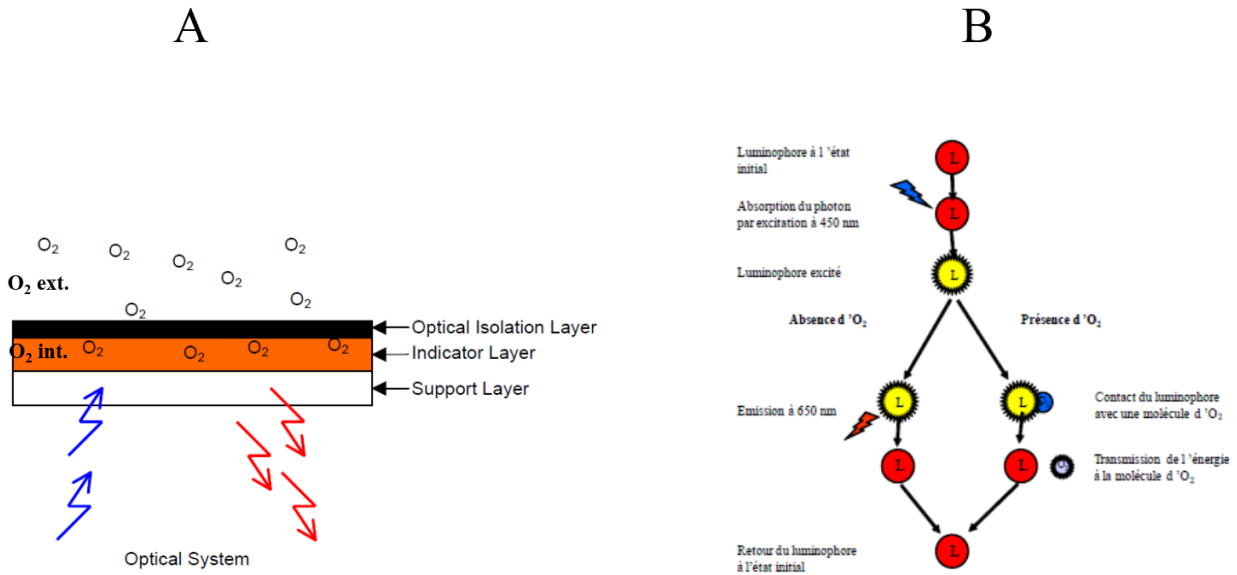 A
B
O₂
O₂
O₂
O₂
O₂
O₂
O₂
O₂ ext.
O₂ int.
O₂
O₂
O₂
O₂
Optical Isolation Layer
Indicator Layer
Support Layer
Optical System
Luminophore à l ’état
initial
L
Absorption du photon
par excitation à 450 nm
L
Luminophore excité
L
Absence d ’O₂
Présence d ’O₂
Emission à 650 nm
L
L
Contact du luminophore
avec une molécule d ’O₂
L
L
Transmission de l ’énergie
à la molécule d ’O₂
Retour du luminophore
à l’état initial
L